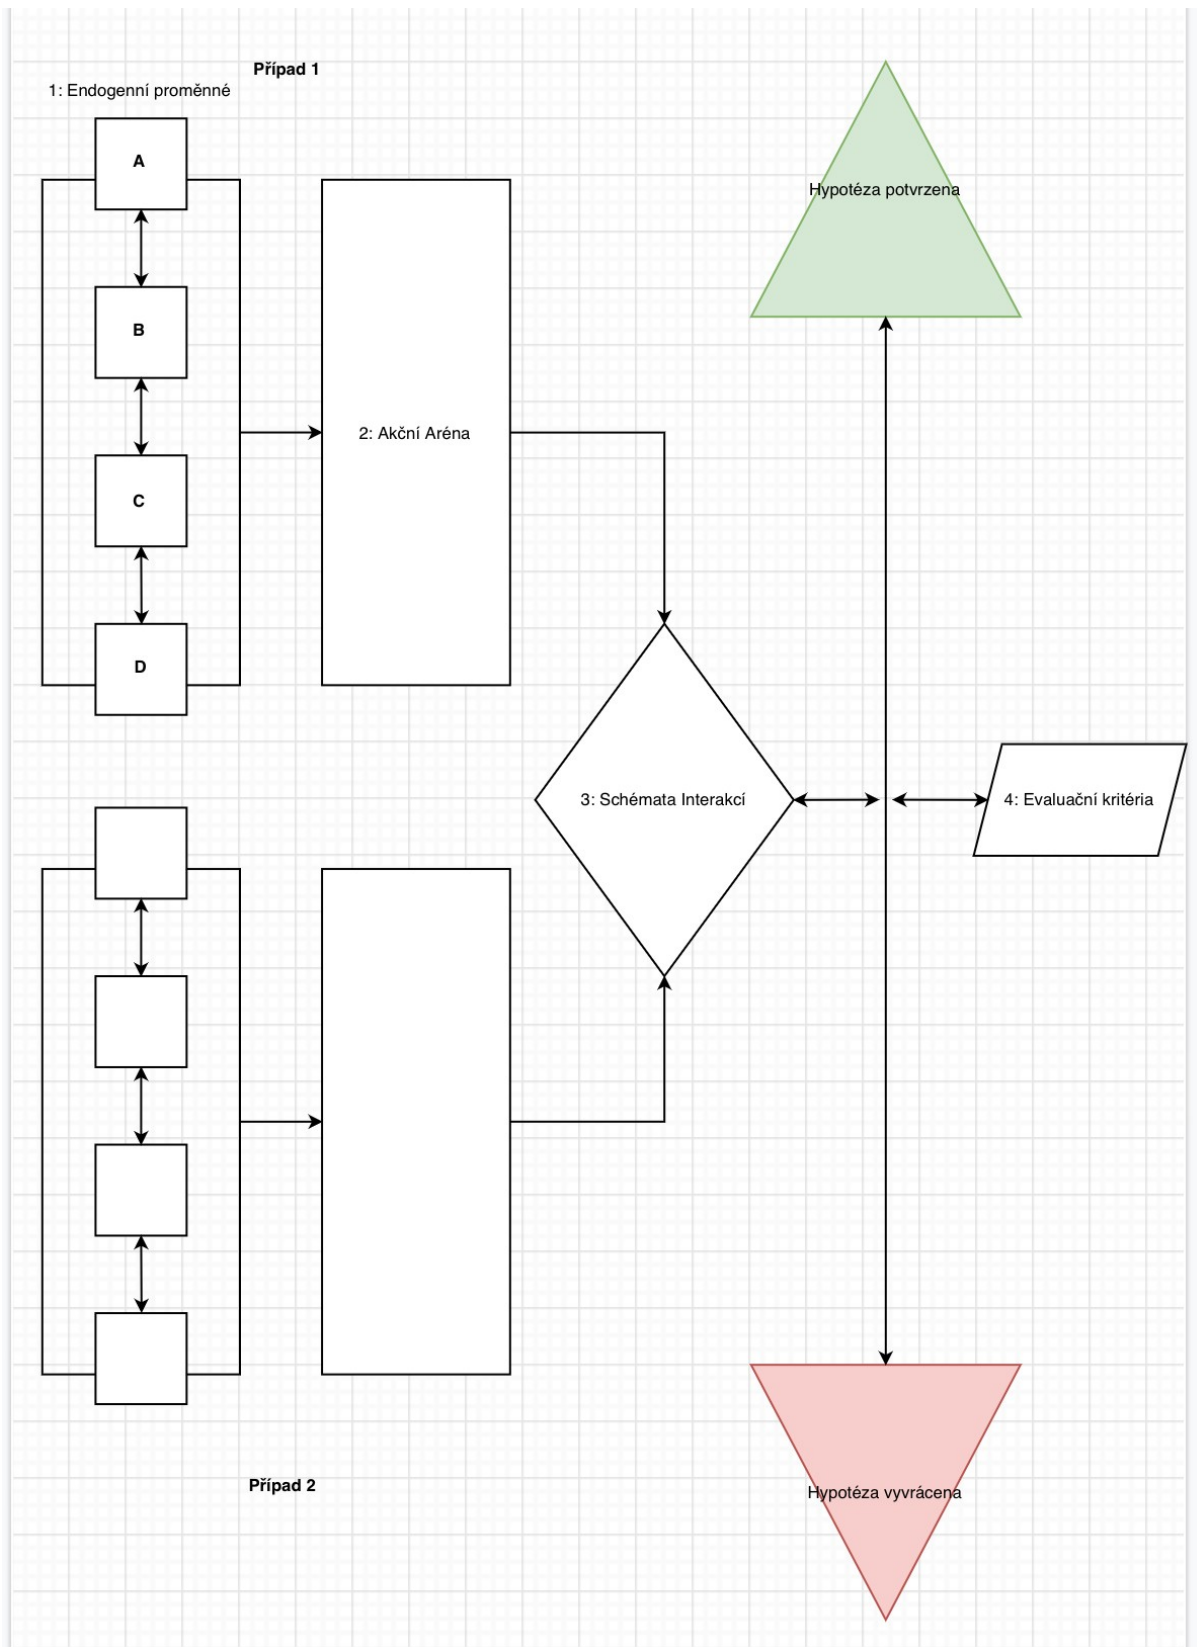 Případ 1
1: Endogenní proměnné
A
B
C
D
2: Akční Aréna
Hypotéza potvrzena
3: Schémata Interakcí
4: Evaluační kritéria
Případ 2
Hypotéza vyvrácena